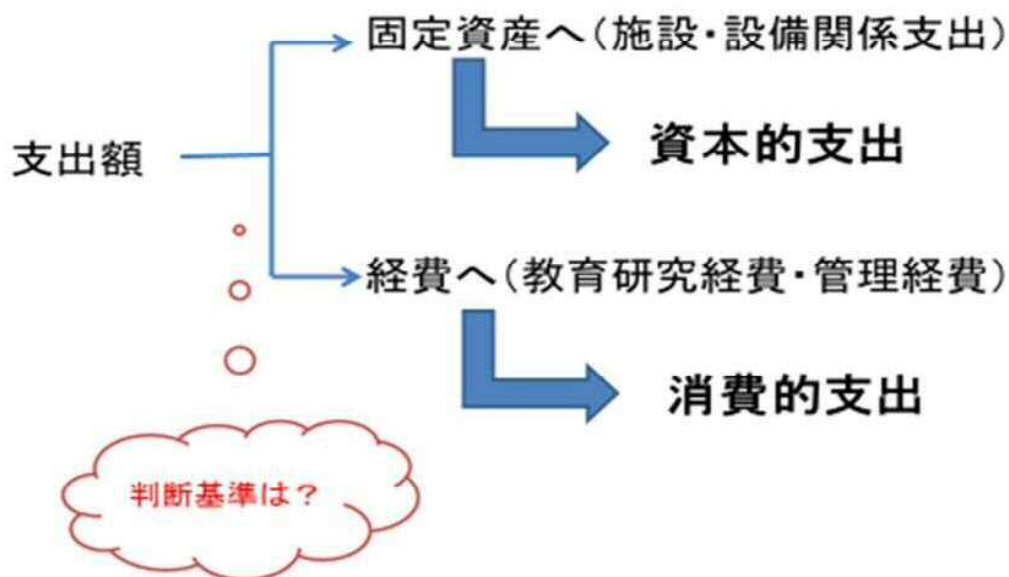 固定資産へ（施設・設備関係支出）
資本的支出
支出額
経費へ（教育研究経費・管理経費）
消費的支出
判断基準は？